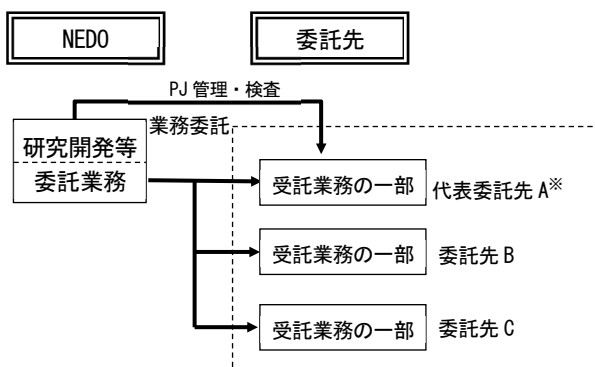 NEDO
委託先
PJ 管理・検査
業務委託
研究開発等
委託業務
受託業務の一部
代表委託先 A※
受託業務の一部
委託先 B
受託業務の一部
委託先 C